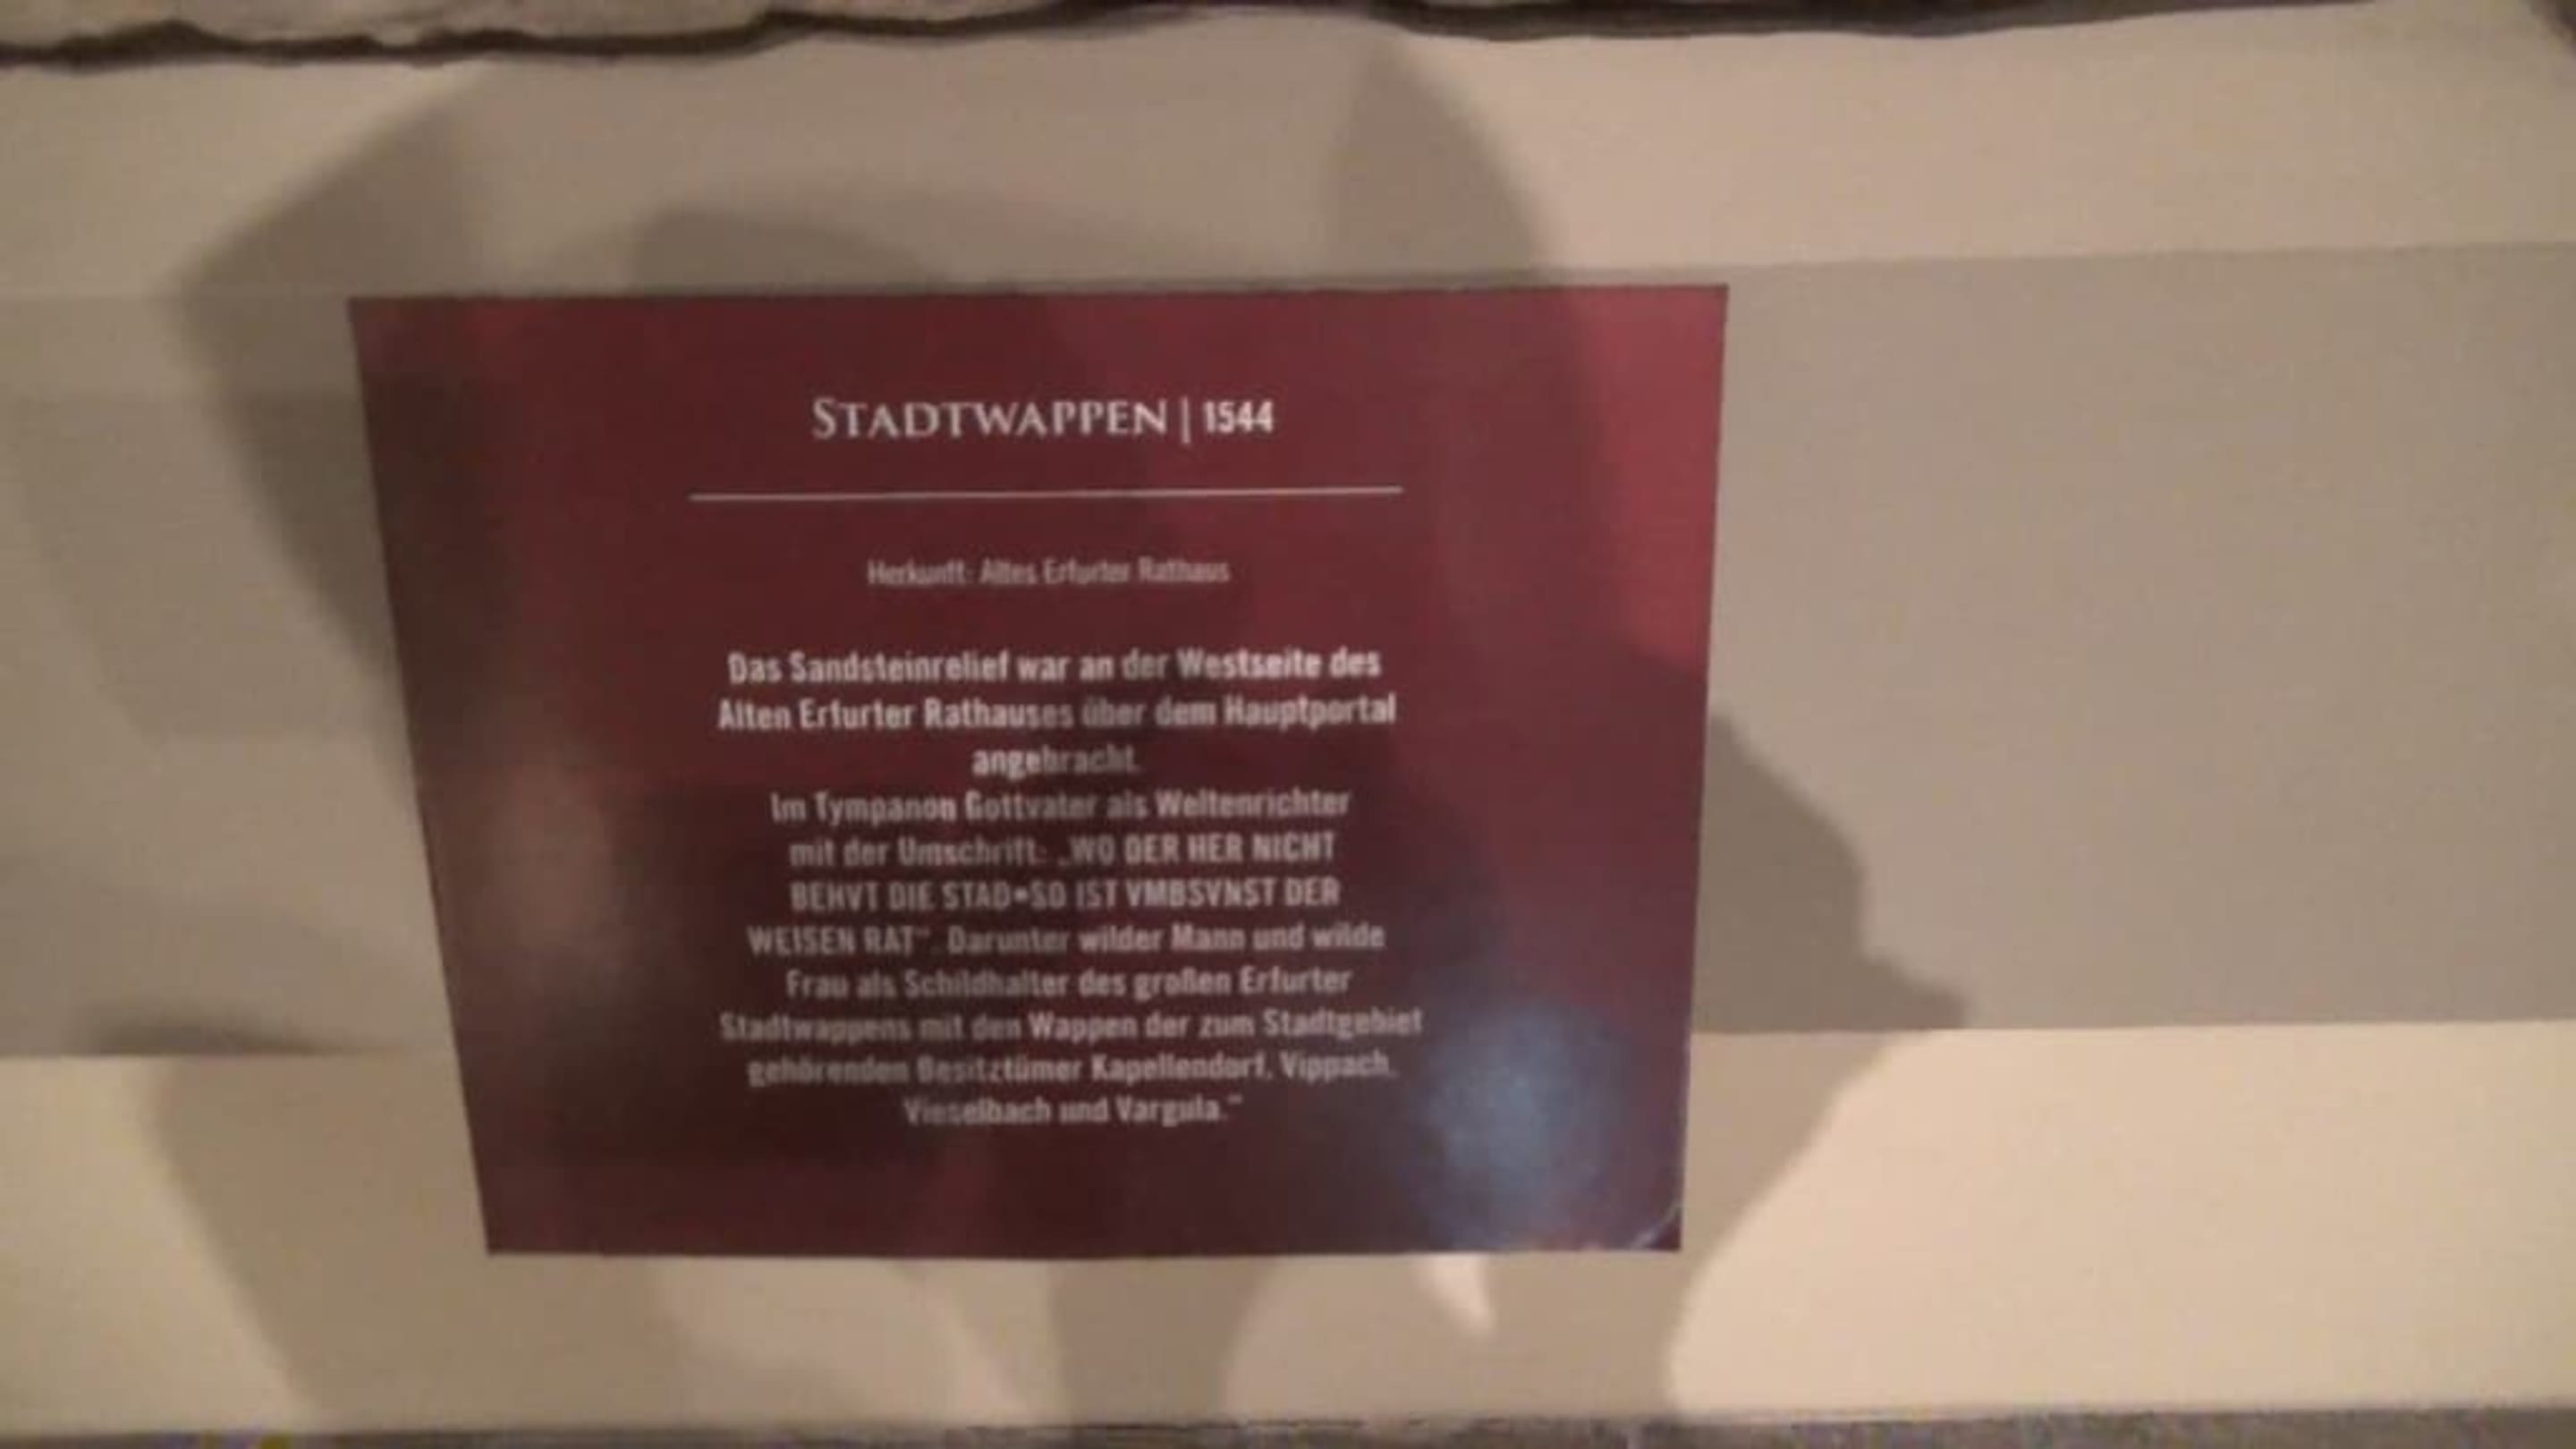 STADTWAPPEN | 1544
Herkunft: Altes Erfurter Rathaus
Das Sandsteinrelief war an der Westseite des
Alten Erfurter Rathauses über dem Hauptportal
angebracht.
Im Tympanon Gottvater als Weltenrichter
mit der Umschrift: „WO DER HER NICHT
BEHVT DIE STAD•SO IST VMBSVNST DER
WEISEN RAT“. Darunter wilder Mann und wilde
Frau als Schildhalter des großen Erfurter
Stadtwappens mit den Wappen der zum Stadtgebiet
gehörenden Besitztümer Kapellendorf, Vippach,
Vieselbach und Vargula.“